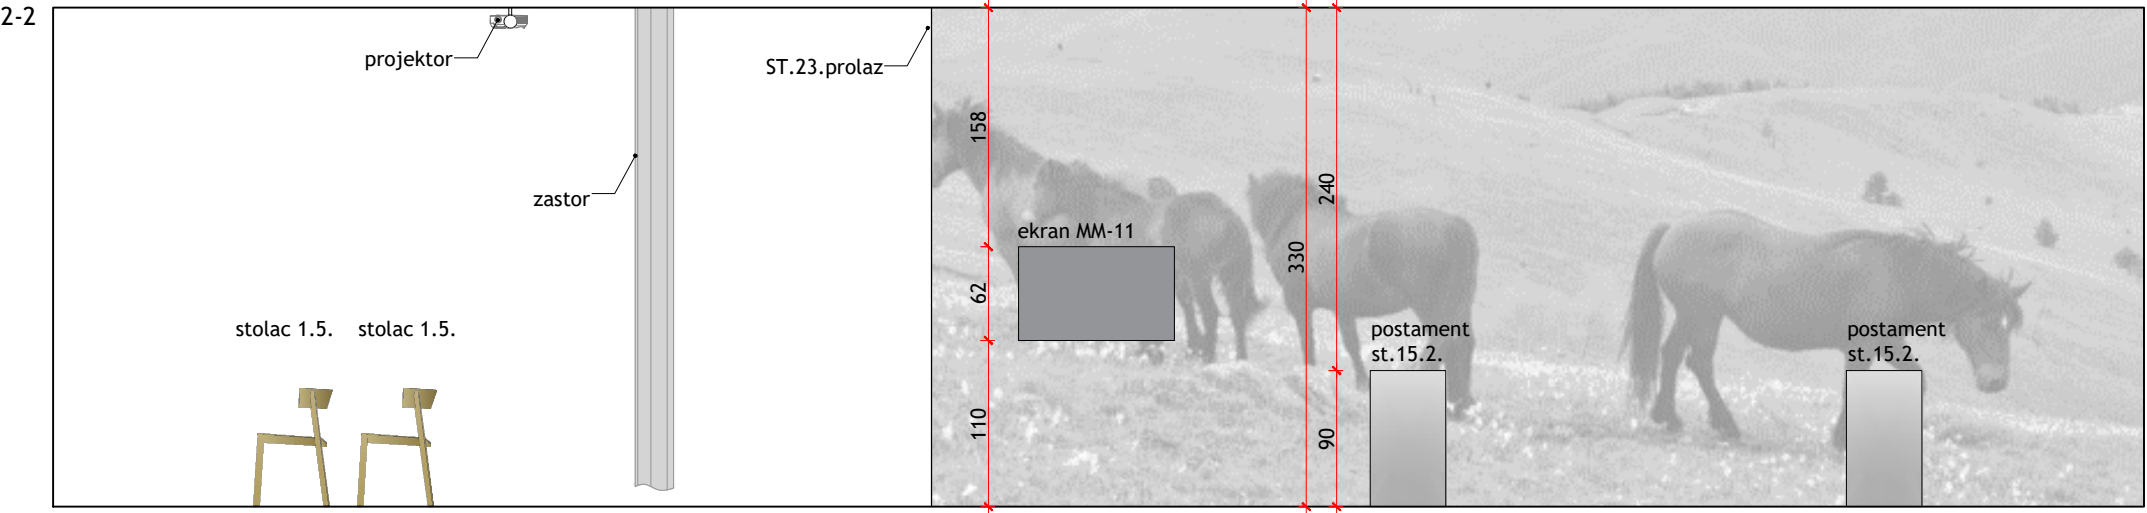 2-2
projektor
ST.23.prolaz
158
240
zastor
ekran MM-11
330
62
stolac 1.5.
stolac 1.5.
postament
st.15.2.
postament
st.15.2.
110
90